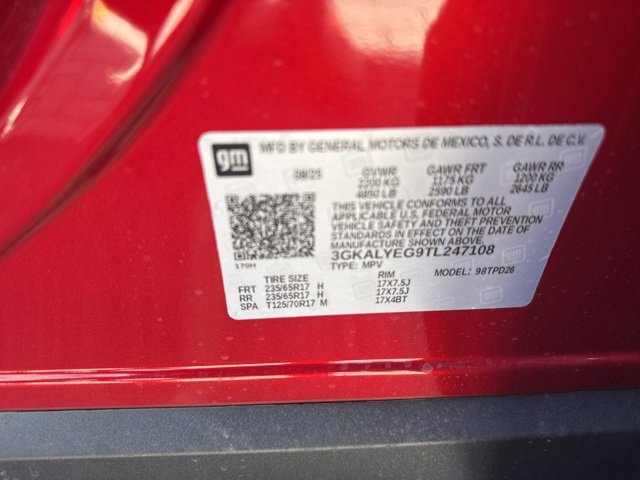 gm MFD BY GENERAL MOTORS DE MEXICO, S. DE R.L. DE C.V.
08/25 GVWR GAWR FRT GAWR RR
2200 KG 1175 KG 1200 KG
4850 LB 2590 LB 2645 LB
THIS VEHICLE CONFORMS TO ALL
APPLICABLE U.S. FEDERAL MOTOR
VEHICLE SAFETY AND THEFT PREVENTION
STANDARDS IN EFFECT ON THE DATE OF
MANUFACTURE SHOWN ABOVE.
3GKALYEG9TL247108
170H TYPE: MPV MODEL: 98TPD26
TIRE SIZE RIM
FRT 235/65R17 H 17X7.5J
RR 235/65R17 H 17X7.5J
SPA T125/70R17 M 17X4BT